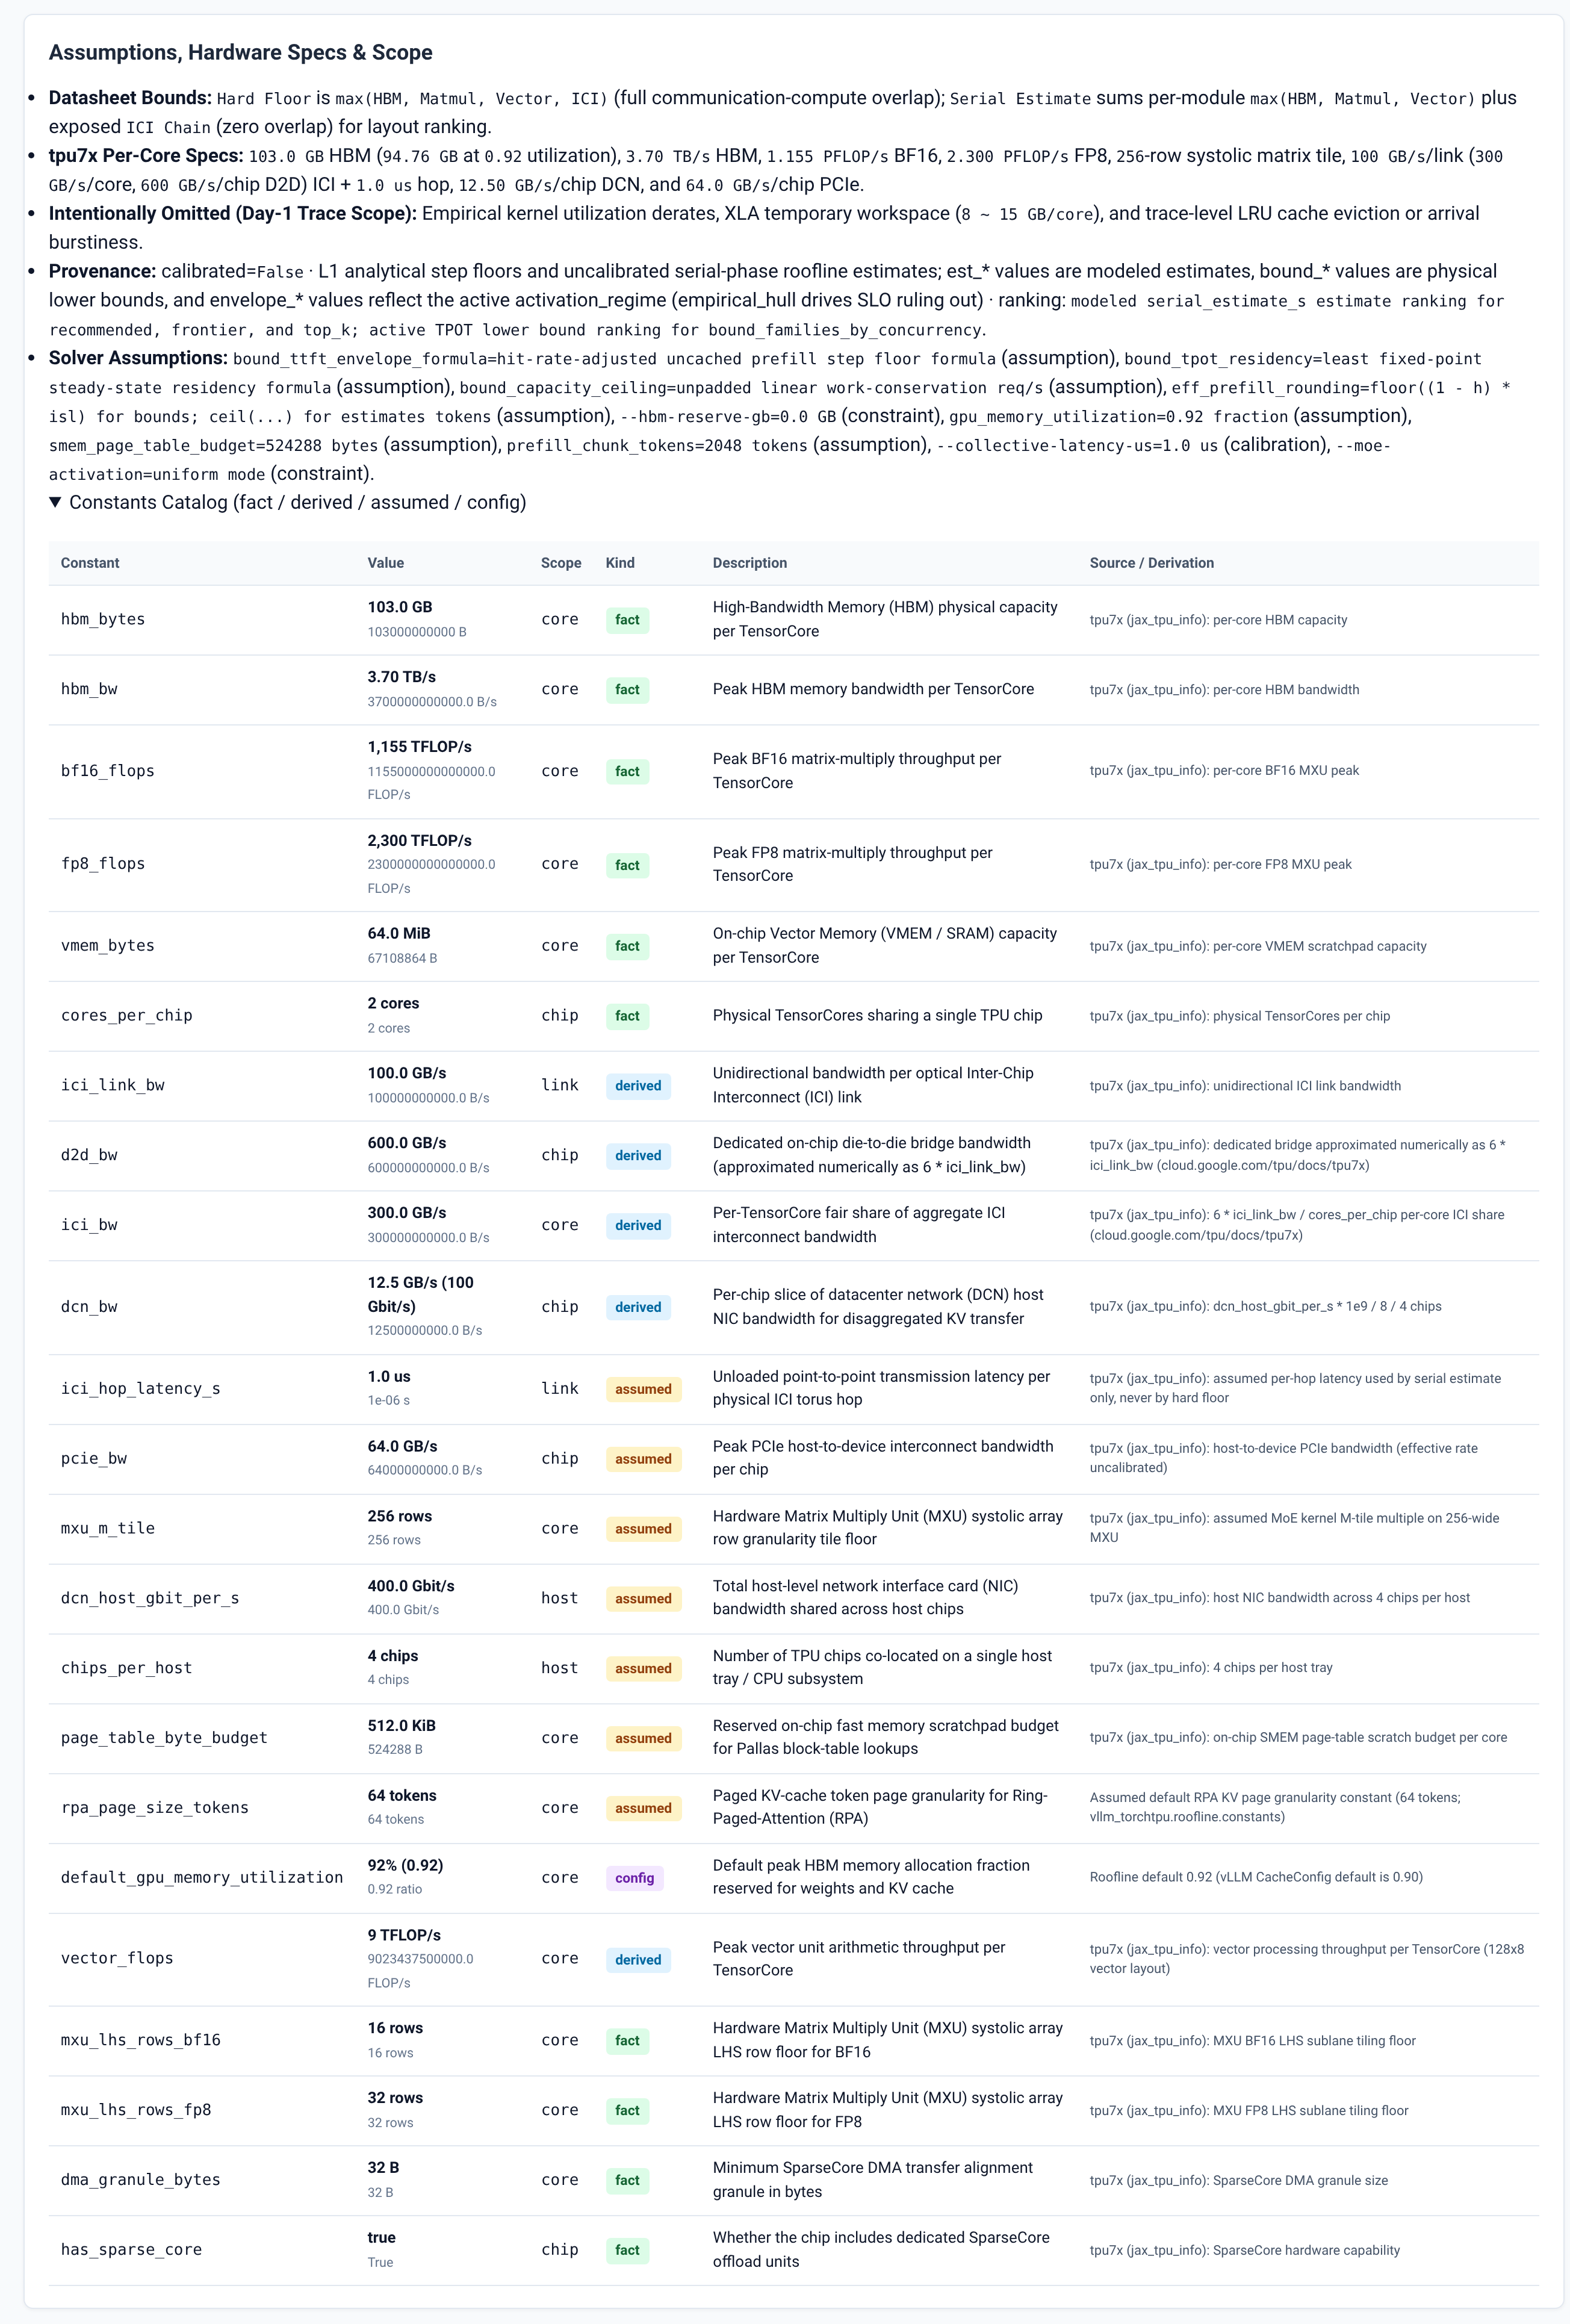 Assumptions, Hardware Specs & Scope
• Datasheet Bounds: Hard Floor is max(HBM, Matmul, Vector, ICI) (full communication-compute overlap); Serial Estimate sums per-module max(HBM, Matmul, Vector) plus
exposed ICI Chain (zero overlap) for layout ranking.
• tpu7x Per-Core Specs: 103.0 GB HBM (94.76 GB at 0.92 utilization), 3.70 TB/s HBM, 1.155 PFLOP/s BF16, 2.300 PFLOP/s FP8, 256-row systolic matrix tile, 100 GB/s/link (300
GB/s/core, 600 GB/s/chip D2D) ICI + 1.0 us hop, 12.50 GB/s/chip DCN, and 64.0 GB/s/chip PCIe.
• Intentionally Omitted (Day-1 Trace Scope): Empirical kernel utilization derates, XLA temporary workspace (8 ~ 15 GB/core), and trace-level LRU cache eviction or arrival
burstiness.
• Provenance: calibrated=False · L1 analytical step floors and uncalibrated serial-phase roofline estimates; est_* values are modeled estimates, bound_* values are physical
lower bounds, and envelope_* values reflect the active activation_regime (empirical_hull drives SLO ruling out) · ranking: modeled serial_estimate_s estimate ranking for
recommended, frontier, and top_k; active TPOT lower bound ranking for bound_families_by_concurrency.
• Solver Assumptions: bound_ttft_envelope_formula=hit-rate-adjusted uncached prefill step floor formula (assumption), bound_tpot_residency=least fixed-point
steady-state residency formula (assumption), bound_capacity_ceiling=unpadded linear work-conservation req/s (assumption), eff_prefill_rounding=floor((1 - h) *
isl) for bounds; ceil(...) for estimates tokens (assumption), --hbm-reserve-gb=0.0 GB (constraint), gpu_memory_utilization=0.92 fraction (assumption),
smem_page_table_budget=524288 bytes (assumption), prefill_chunk_tokens=2048 tokens (assumption), --collective-latency-us=1.0 us (calibration), --moe-
activation=uniform mode (constraint).
▼ Constants Catalog (fact / derived / assumed / config)
Constant Value Scope Kind Description Source / Derivation
hbm_bytes
103.0 GB
103000000000 B
core
fact
High-Bandwidth Memory (HBM) physical capacity
per TensorCore
tpu7x (jax_tpu_info): per-core HBM capacity
hbm_bw
3.70 TB/s
3700000000000.0 B/s
core
fact
Peak HBM memory bandwidth per TensorCore
tpu7x (jax_tpu_info): per-core HBM bandwidth
bf16_flops
1,155 TFLOP/s
1155000000000000.0
FLOP/s
core
fact
Peak BF16 matrix-multiply throughput per
TensorCore
tpu7x (jax_tpu_info): per-core BF16 MXU peak
fp8_flops
2,300 TFLOP/s
2300000000000000.0
FLOP/s
core
fact
Peak FP8 matrix-multiply throughput per
TensorCore
tpu7x (jax_tpu_info): per-core FP8 MXU peak
vmem_bytes
64.0 MiB
67108864 B
core
fact
On-chip Vector Memory (VMEM / SRAM) capacity
per TensorCore
tpu7x (jax_tpu_info): per-core VMEM scratchpad capacity
cores_per_chip
2 cores
2 cores
chip
fact
Physical TensorCores sharing a single TPU chip
tpu7x (jax_tpu_info): physical TensorCores per chip
ici_link_bw
100.0 GB/s
100000000000.0 B/s
link
derived
Unidirectional bandwidth per optical Inter-Chip
Interconnect (ICI) link
tpu7x (jax_tpu_info): unidirectional ICI link bandwidth
d2d_bw
600.0 GB/s
600000000000.0 B/s
chip
derived
Dedicated on-chip die-to-die bridge bandwidth
(approximated numerically as 6 * ici_link_bw)
tpu7x (jax_tpu_info): dedicated bridge approximated numerically as 6 *
ici_link_bw (cloud.google.com/tpu/docs/tpu7x)
ici_bw
300.0 GB/s
300000000000.0 B/s
core
derived
Per-TensorCore fair share of aggregate ICI
interconnect bandwidth
tpu7x (jax_tpu_info): 6 * ici_link_bw / cores_per_chip per-core ICI share
(cloud.google.com/tpu/docs/tpu7x)
dcn_bw
12.5 GB/s (100
Gbit/s)
12500000000.0 B/s
chip
derived
Per-chip slice of datacenter network (DCN) host
NIC bandwidth for disaggregated KV transfer
tpu7x (jax_tpu_info): dcn_host_gbit_per_s * 1e9 / 8 / 4 chips
ici_hop_latency_s
1.0 us
1e-06 s
link
assumed
Unloaded point-to-point transmission latency per
physical ICI torus hop
tpu7x (jax_tpu_info): assumed per-hop latency used by serial estimate
only, never by hard floor
pcie_bw
64.0 GB/s
64000000000.0 B/s
chip
assumed
Peak PCIe host-to-device interconnect bandwidth
per chip
tpu7x (jax_tpu_info): host-to-device PCIe bandwidth (effective rate
uncalibrated)
mxu_m_tile
256 rows
256 rows
core
assumed
Hardware Matrix Multiply Unit (MXU) systolic array
row granularity tile floor
tpu7x (jax_tpu_info): assumed MoE kernel M-tile multiple on 256-wide
MXU
dcn_host_gbit_per_s
400.0 Gbit/s
400.0 Gbit/s
host
assumed
Total host-level network interface card (NIC)
bandwidth shared across host chips
tpu7x (jax_tpu_info): host NIC bandwidth across 4 chips per host
chips_per_host
4 chips
4 chips
host
assumed
Number of TPU chips co-located on a single host
tray / CPU subsystem
tpu7x (jax_tpu_info): 4 chips per host tray
page_table_byte_budget
512.0 KiB
524288 B
core
assumed
Reserved on-chip fast memory scratchpad budget
for Pallas block-table lookups
tpu7x (jax_tpu_info): on-chip SMEM page-table scratch budget per core
rpa_page_size_tokens
64 tokens
64 tokens
core
assumed
Paged KV-cache token page granularity for Ring-
Paged-Attention (RPA)
Assumed default RPA KV page granularity constant (64 tokens;
vllm_torchtpu.roofline.constants)
default_gpu_memory_utilization
92% (0.92)
0.92 ratio
core
config
Default peak HBM memory allocation fraction
reserved for weights and KV cache
Roofline default 0.92 (vLLM CacheConfig default is 0.90)
vector_flops
9 TFLOP/s
9023437500000.0
FLOP/s
core
derived
Peak vector unit arithmetic throughput per
TensorCore
tpu7x (jax_tpu_info): vector processing throughput per TensorCore (128x8
vector layout)
mxu_lhs_rows_bf16
16 rows
16 rows
core
fact
Hardware Matrix Multiply Unit (MXU) systolic array
LHS row floor for BF16
tpu7x (jax_tpu_info): MXU BF16 LHS sublane tiling floor
mxu_lhs_rows_fp8
32 rows
32 rows
core
fact
Hardware Matrix Multiply Unit (MXU) systolic array
LHS row floor for FP8
tpu7x (jax_tpu_info): MXU FP8 LHS sublane tiling floor
dma_granule_bytes
32 B
32 B
core
fact
Minimum SparseCore DMA transfer alignment
granule in bytes
tpu7x (jax_tpu_info): SparseCore DMA granule size
has_sparse_core
true
True
chip
fact
Whether the chip includes dedicated SparseCore
offload units
tpu7x (jax_tpu_info): SparseCore hardware capability